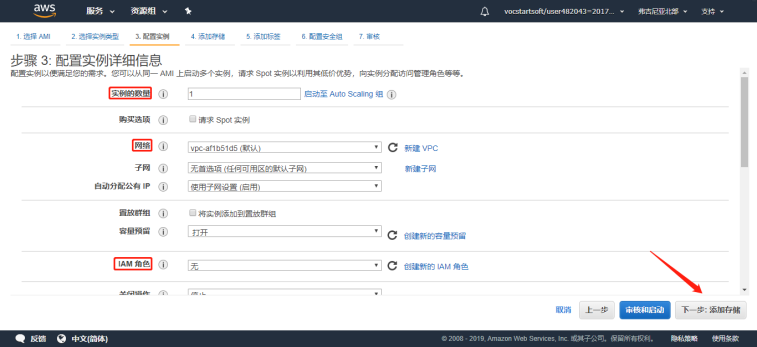 aws 服务 资源组 vocstartsoft/user482043=2017... 弗吉尼亚北部 支持
1. 选择 AMI 2. 选择实例类型 3. 配置实例 4. 添加存储 5. 添加标签 6. 配置安全组 7. 审核
步骤 3: 配置实例详细信息
配置实例以便满足您的需求。您可以从同一 AMI 上启动多个实例，请求 Spot 实例以利用其低价优势，向实例分配访问管理角色等等。
实例的数量 1 启动至 Auto Scaling 组
购买选项 请求 Spot 实例
网络 vpc-af1b51d5 (默认) 新建 VPC
子网 无首选项 (任何可用区的默认子网) 新建子网
自动分配公有 IP 使用子网设置 (启用)
置放群组 将实例添加到置放群组
容量预留 打开 创建新的容量预留
IAM 角色 无 创建新的 IAM 角色
关闭操作 停止
取消 上一步 审核和启动 下一步: 添加存储
反馈 中文(简体) © 2008 - 2019, Amazon Web Services, Inc. 或其子公司。保留所有权利。 隐私策略 使用条款